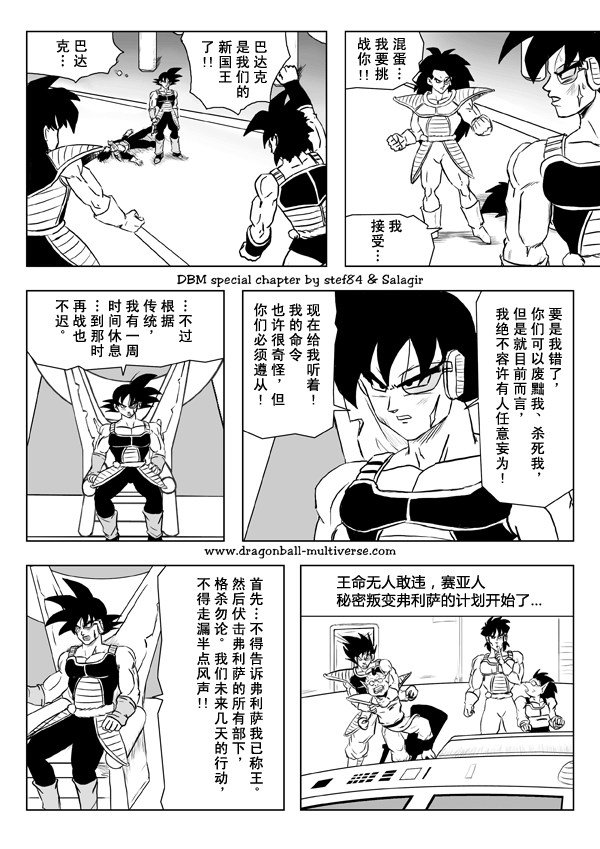 巴达
克…
巴达克
是我们的
新国王
了!!
混蛋…
我要挑
战你!!
我
接受…
DBM special chapter by stef84 & Salagir
…不过
根据
传统，
我有一周
时间休息
…到那时
再战也
不迟。
现在给我听着！
我的命令
也许很奇怪，但
你们必须遵从！
要是我错了，
你们可以废黜我、杀死我，
但是就目前而言，
我绝不容许有人任意妄为！
www.dragonball-multiverse.com
首先…不得告诉弗利萨我已称王。
然后伏击弗利萨的所有部下，
格杀勿论。我们未来几天的行动，
不得走漏半点风声!!
王命无人敢违，赛亚人
秘密叛变弗利萨的计划开始了...